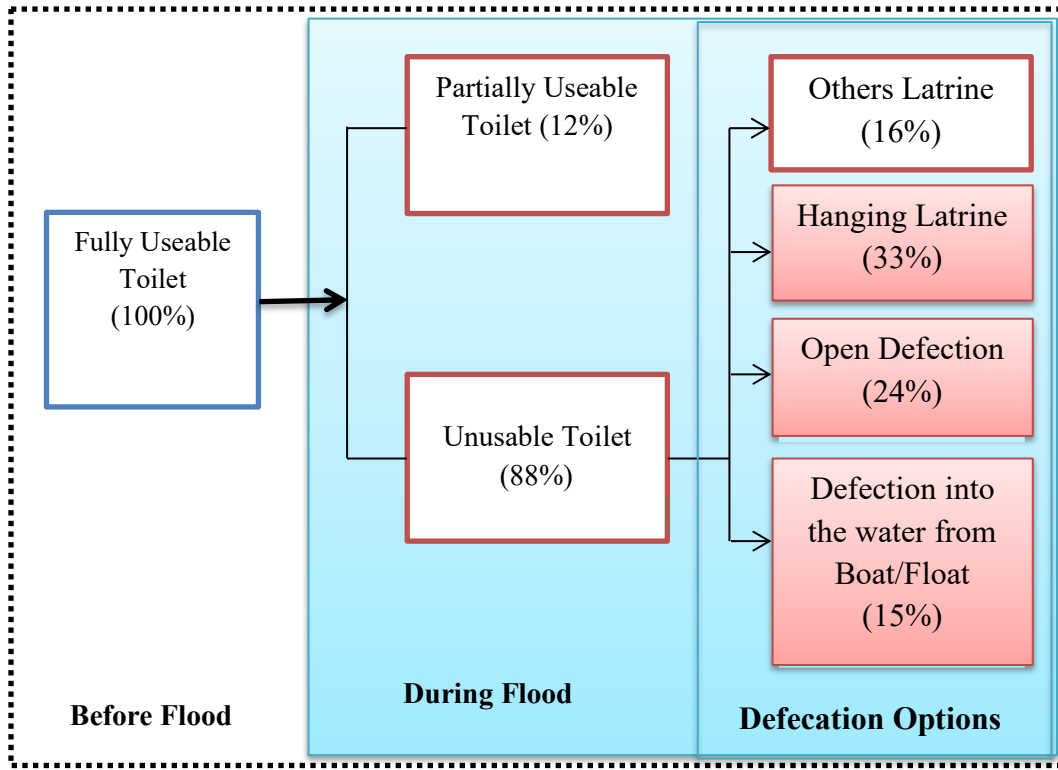 Fully Useable
Toilet
(100%)
Before Flood
Partially Useable
Toilet (12%)
Unusable Toilet
(88%)
During Flood
Others Latrine
(16%)
Hanging Latrine
(33%)
Open Defection
(24%)
Defection into
the water from
Boat/Float
(15%)
Defecation Options